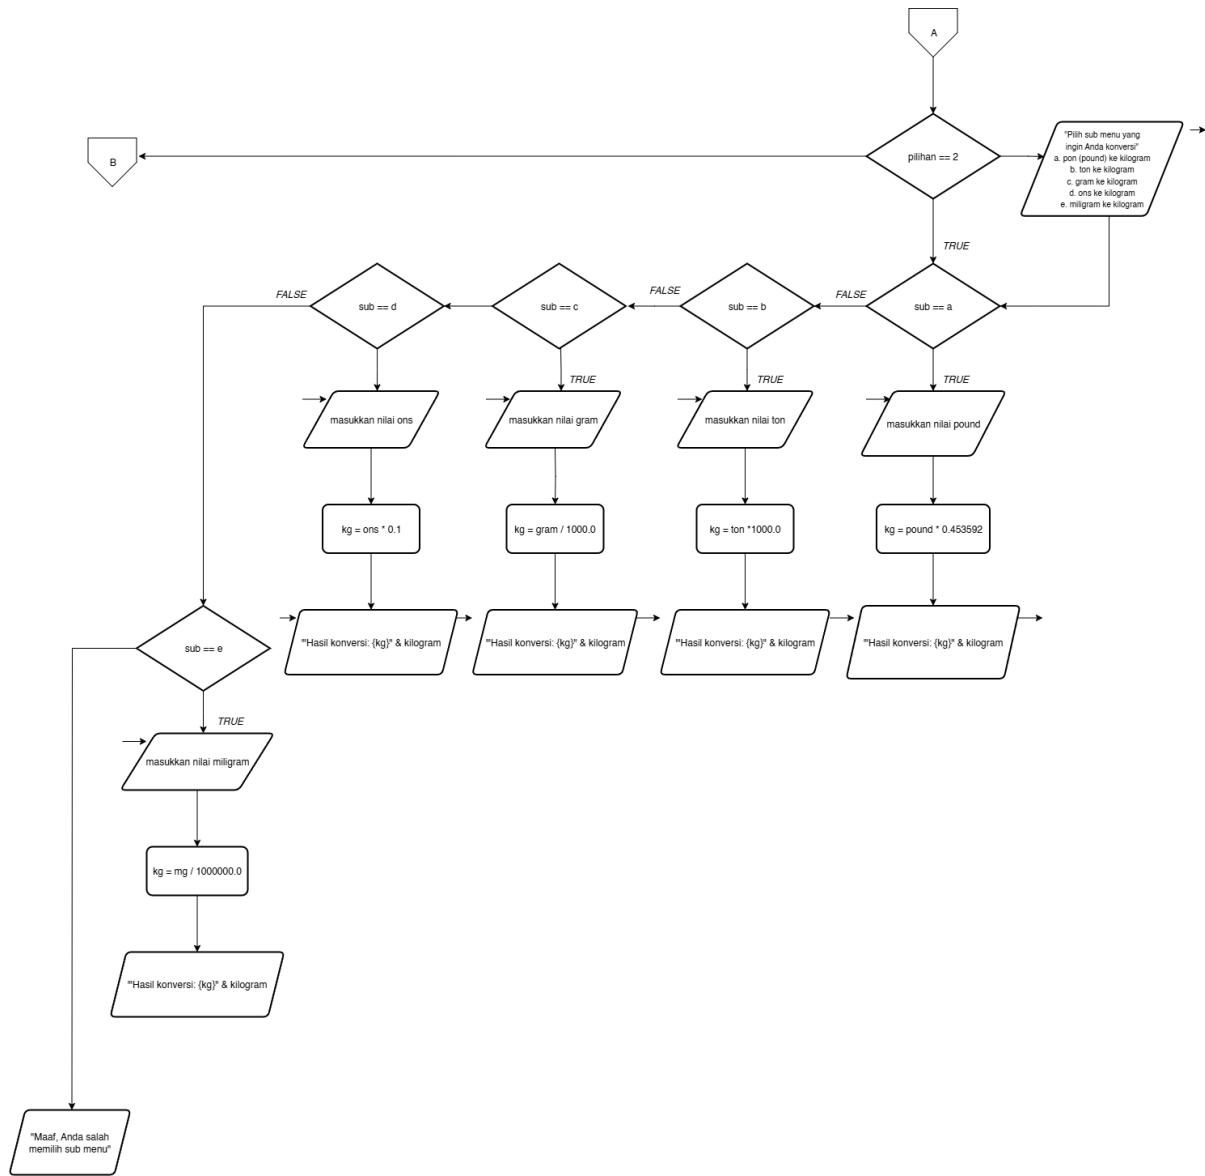 A
B
pilihan == 2
"Pilih sub menu yang
ingin Anda konversi"
a. pon (pound) ke kilogram
b. ton ke kilogram
c. gram ke kilogram
d. ons ke kilogram
e. miligram ke kilogram
TRUE
FALSE
sub == d
sub == c
FALSE
sub == b
FALSE
sub == a
TRUE
TRUE
TRUE
masukkan nilai ons
masukkan nilai gram
masukkan nilai ton
masukkan nilai pound
kg = ons * 0.1
kg = gram / 1000.0
kg = ton *1000.0
kg = pound * 0.453592
"'Hasil konversi: {kg}" & kilogram
"'Hasil konversi: {kg}" & kilogram
"'Hasil konversi: {kg}" & kilogram
"'Hasil konversi: {kg}" & kilogram
sub == e
TRUE
masukkan nilai miligram
kg = mg / 1000000.0
"'Hasil konversi: {kg}" & kilogram
"Maaf, Anda salah
memilih sub menu"